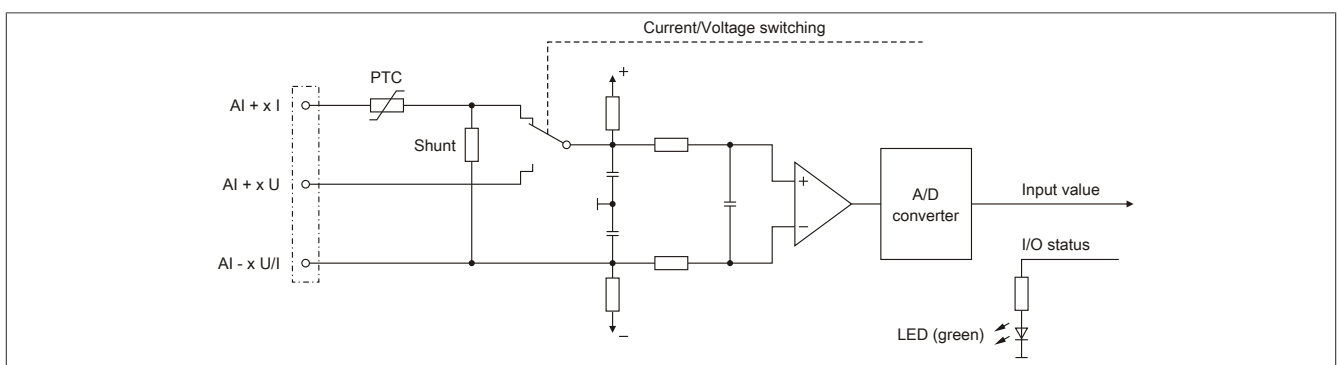 Current/Voltage switching
PTC
+
AI + x I
Shunt
AI + x U
+
A/D
converter
Input value
−
I/O status
AI - x U/I
−
LED (green)